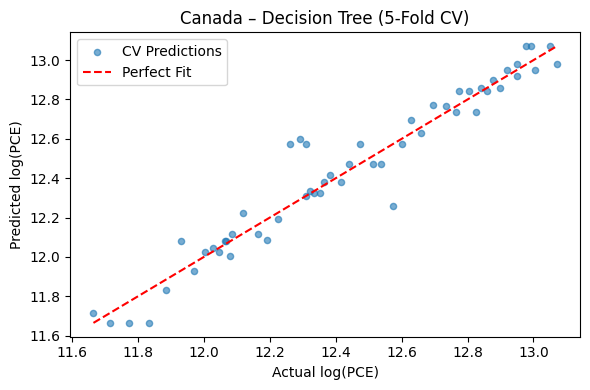 Canada – Decision Tree (5-Fold CV)
CV Predictions
Perfect Fit
Predicted log(PCE)
13.0
12.8
12.6
12.4
12.2
12.0
11.8
11.6
11.6 11.8 12.0 12.2 12.4 12.6 12.8 13.0
Actual log(PCE)